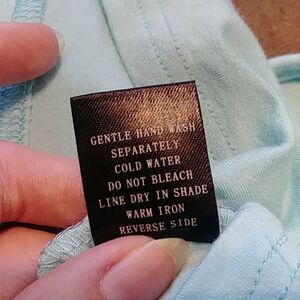 GENTLE HAND WASH
SEPARATELY
COLD WATER
DO NOT BLEACH
LINE DRY IN SHADE
WARM IRON
REVERSE SIDE